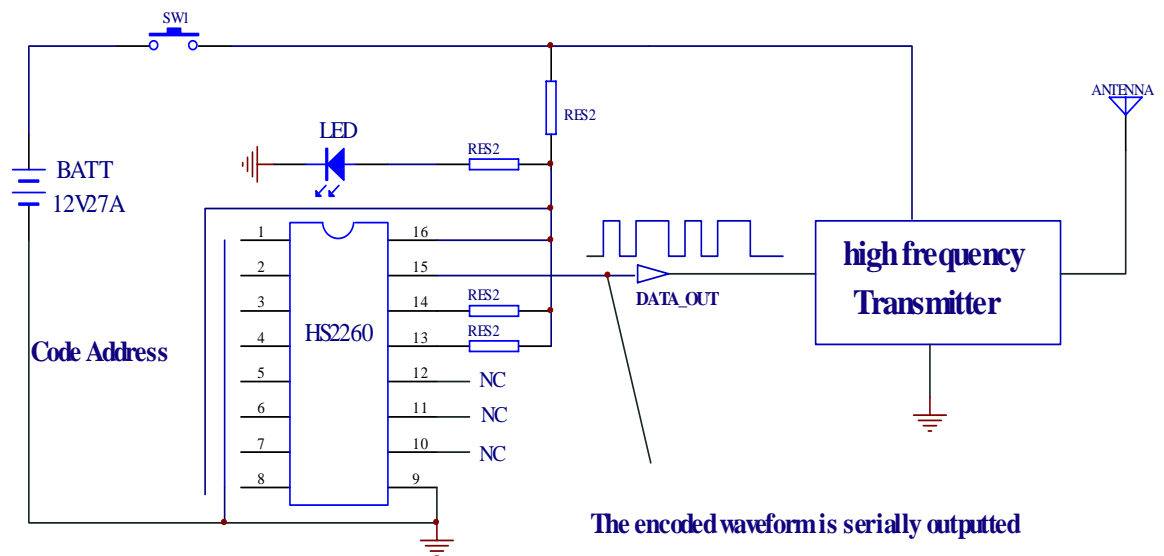 SW1
ANTENNA
RES2
LED
RES2
BATT
12V27A
1 16
2 15
3 14 RES2
4 13 RES2
5 12 NC
6 11 NC
7 10 NC
8 9
HS2260
Code Address
DATA_OUT
high frequency
Transmitter
The encoded waveform is serially outputted